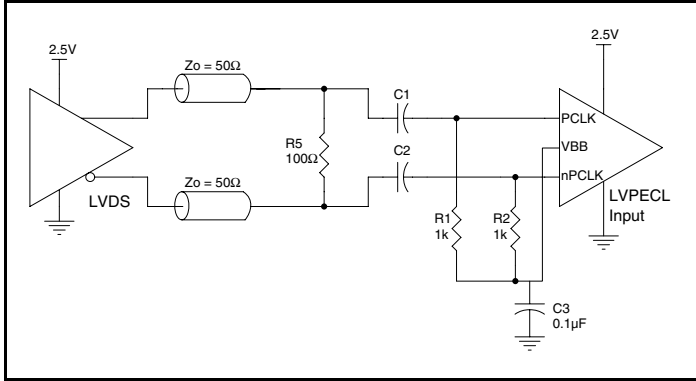 2.5V
2.5V
Zo = 50Ω
C1
PCLK
R5
100Ω
VBB
C2
nPCLK
Zo = 50Ω
LVDS
LVPECL
Input
R1
1k
R2
1k
C3
0.1µF